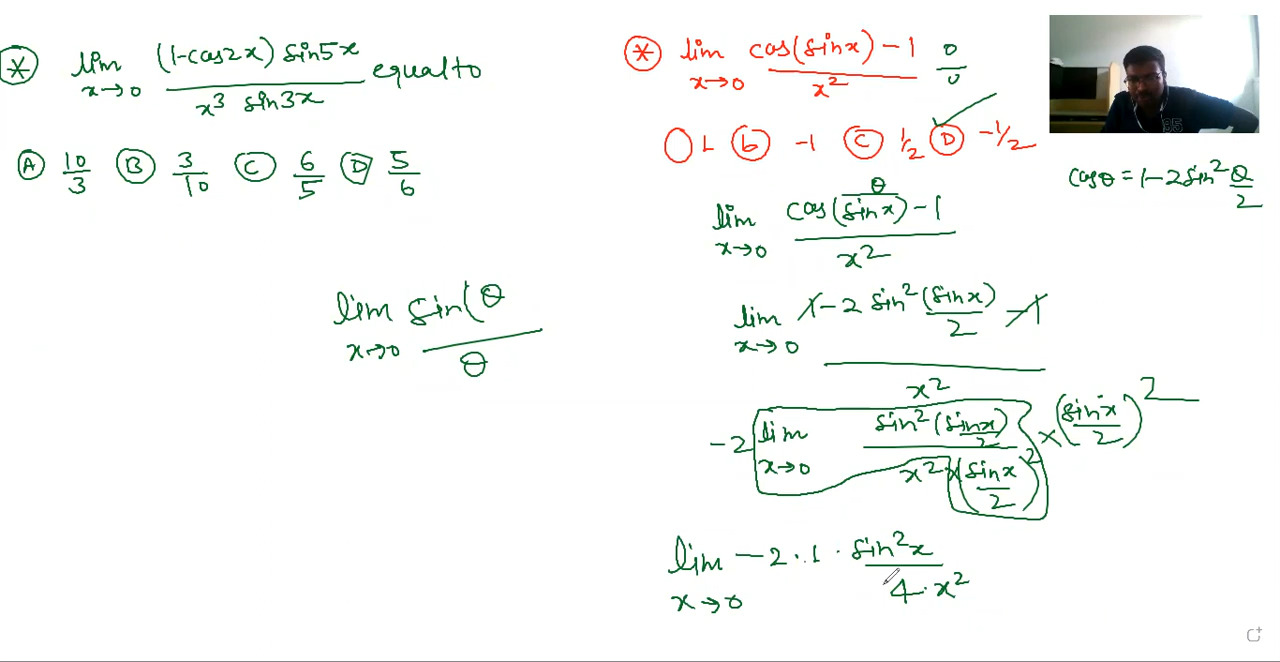 * lim x→0 (1-cos2x) sin5x / x³ sin3x equal to
A 10/3 B 3/10 C 6/5 D 5/6
lim x→0 sin(θ / θ
* lim x→0 cos(sinx) - 1 / x² 0/0
1 b -1 C 1/2 D -1/2
cosθ = 1-2sin² θ/2
θ
lim x→0 cos(sinx) - 1 / x²
lim x→0 1-2 sin²(sinx)/2 -1 / x²
-2 lim x→0 sin²(sinx/2) / x² × (sinx/2)² × (sinx/2)²
lim x→0 -2 · 1 · sin²x / 4 · x²